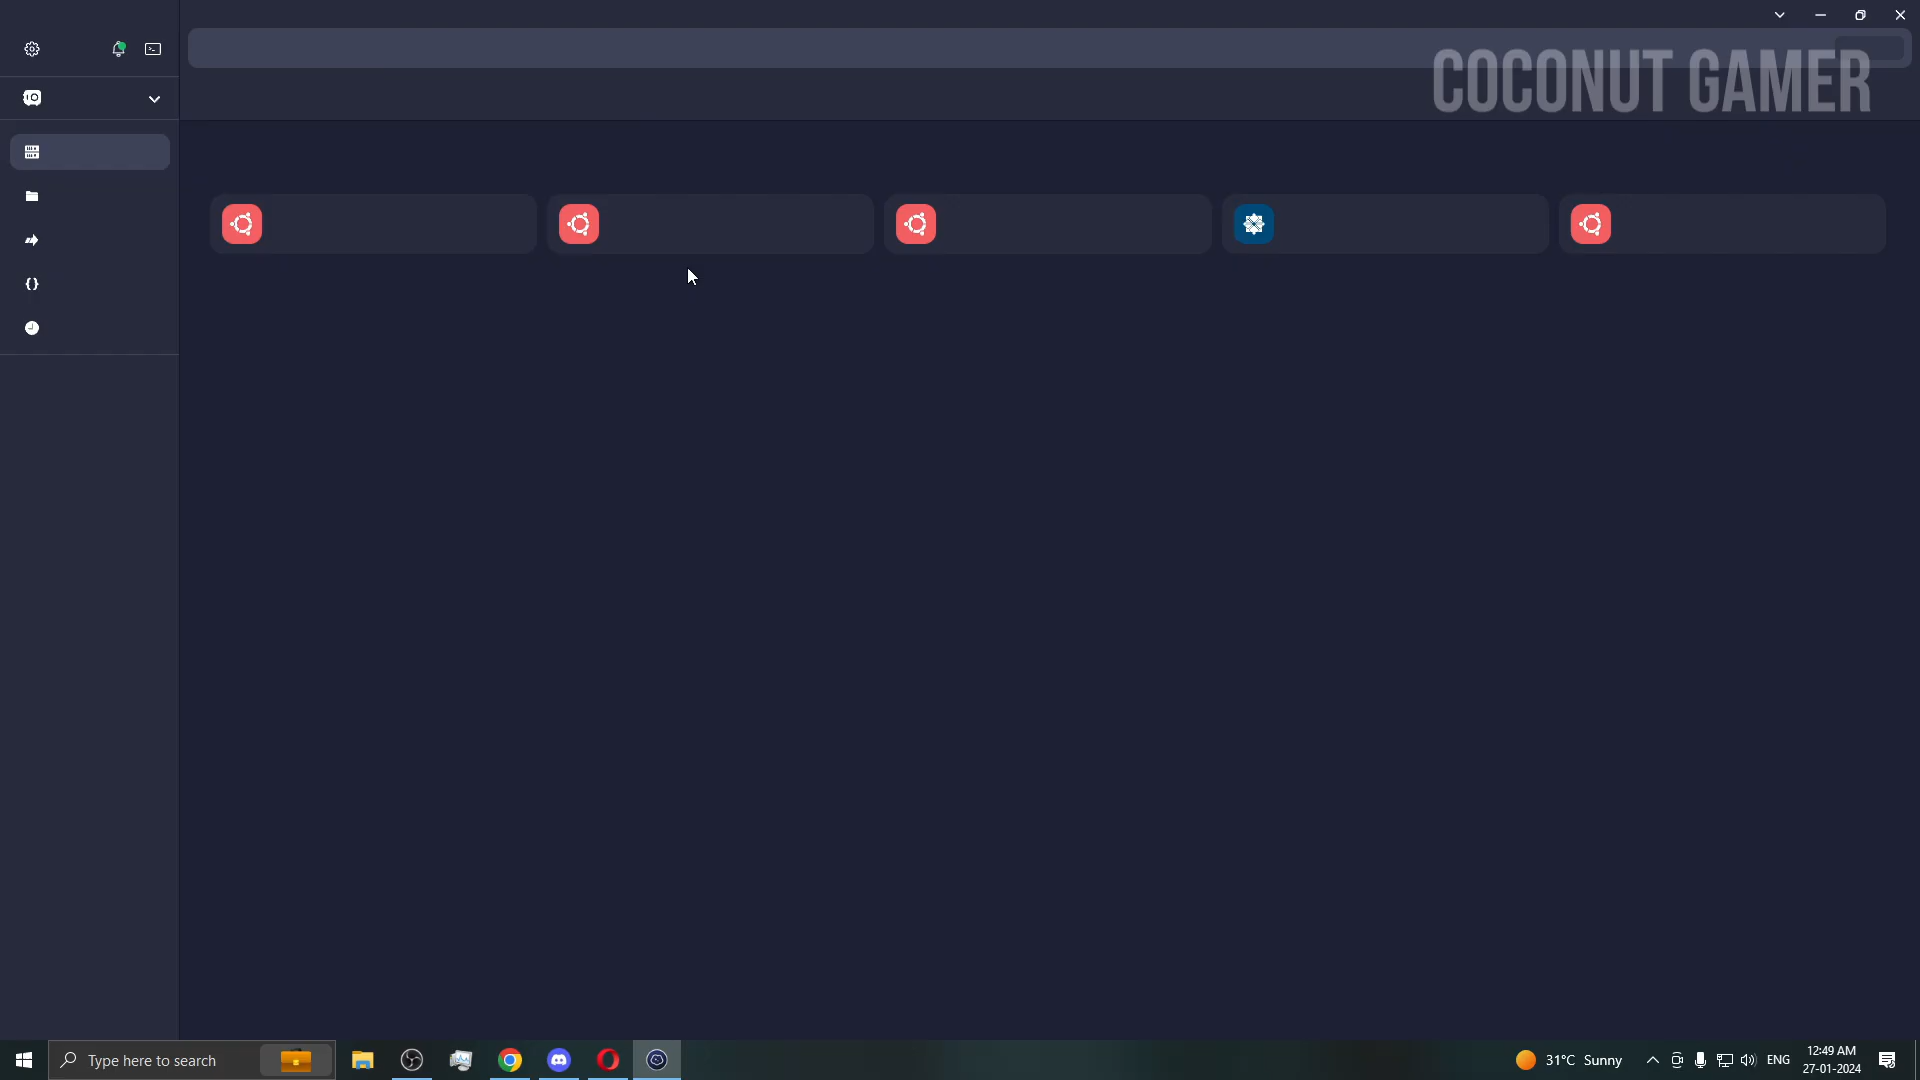 COCONUT GAMER
Type here to search
31°C Sunny
ENG
12:49 AM
27-01-2024